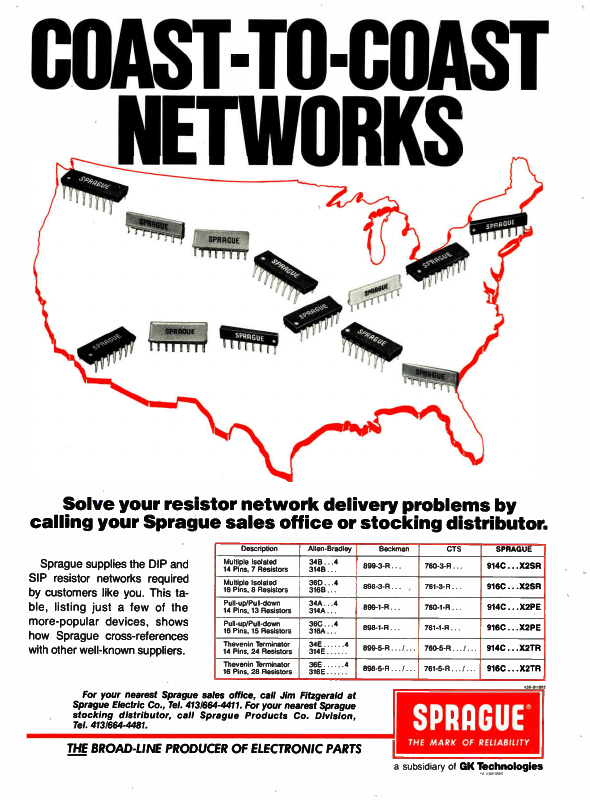 COAST-TO-COAST
NETWORKS
SPRAGUE
SPRAGUE
SPRAGUE
SPRAGUE
SPRAGUE
SPRAGUE
SPRAGUE
SPRAGUE
SPRAGUE
SPRAGUE
SPRAGUE
SPRAGUE
SPRAGUE
Solve your resistor network delivery problems by
calling your Sprague sales office or stocking distributor.
Sprague supplies the DIP and
SIP resistor networks required
by customers like you. This ta-
ble, listing just a few of the
more-popular devices, shows
how Sprague cross-references
with other well-known suppliers.
Description Allen-Bradley Beckman CTS SPRAGUE
Multiple Isolated 34B...4
14 Pins, 7 Resistors 314B... 899-3-R... 760-3-R... 914C...X2SR
Multiple Isolated 36D...4
16 Pins, 8 Resistors 316B... 898-3-R... 761-3-R... 916C...X2SR
Pull-up/Pull-down 34A...4
14 Pins, 13 Resistors 314A... 899-1-R... 760-1-R... 914C...X2PE
Pull-up/Pull-down 36C...4
16 Pins, 15 Resistors 316A... 898-1-R... 761-1-R... 916C...X2PE
Thevenin Terminator 34E......4
14 Pins, 24 Resistors 314E...... 899-5-R.../... 760-5-R.../... 914C...X2TR
Thevenin Terminator 36E......4
16 Pins, 28 Resistors 316E...... 898-5-R.../... 761-5-R.../... 916C...X2TR
For your nearest Sprague sales office, call Jim Fitzgerald at
Sprague Electric Co., Tel. 413/664-4411. For your nearest Sprague
stocking distributor, call Sprague Products Co. Division,
Tel. 413/664-4481.
THE BROAD-LINE PRODUCER OF ELECTRONIC PARTS
SPRAGUE
THE MARK OF RELIABILITY
a subsidiary of GK Technologies